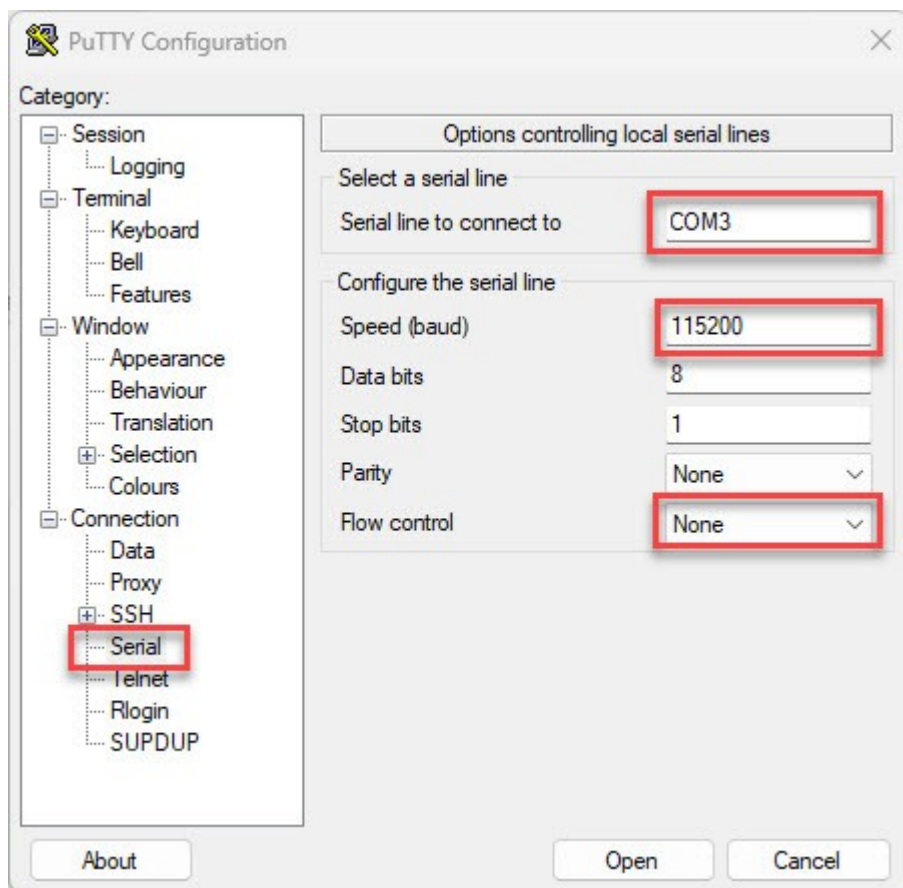 PuTTY Configuration
Category:
Session
Logging
Terminal
Keyboard
Bell
Features
Window
Appearance
Behaviour
Translation
Selection
Colours
Connection
Data
Proxy
SSH
Serial
Telnet
Rlogin
SUPDUP
Options controlling local serial lines
Select a serial line
Serial line to connect to COM3
Configure the serial line
Speed (baud) 115200
Data bits 8
Stop bits 1
Parity None
Flow control None
About Open Cancel